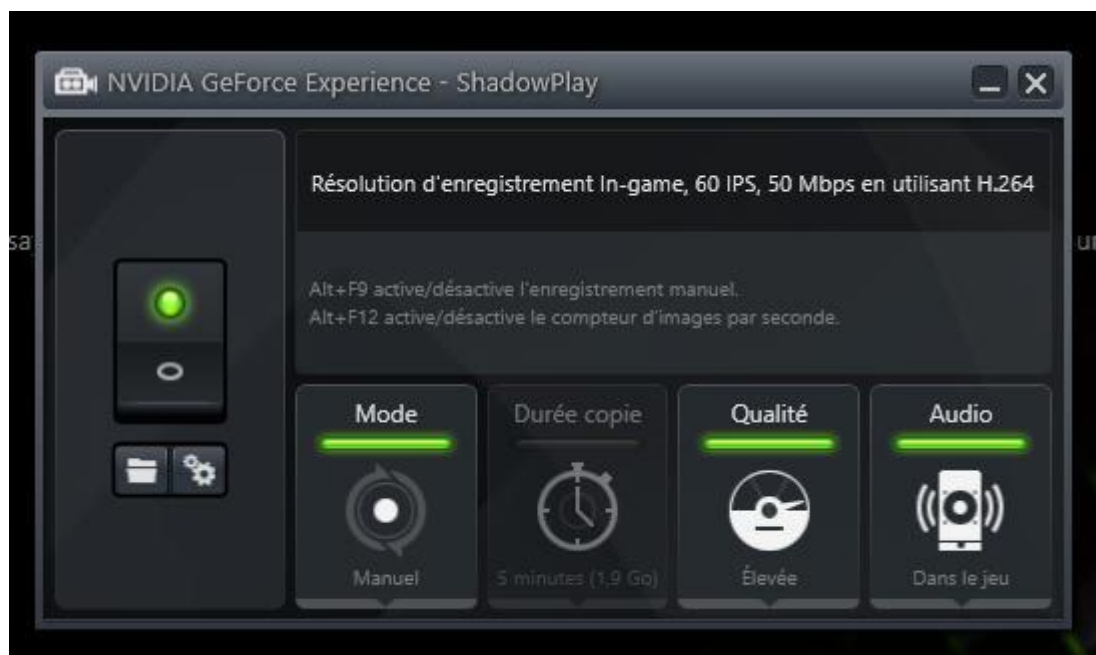 NVIDIA GeForce Experience - ShadowPlay
Résolution d'enregistrement In-game, 60 IPS, 50 Mbps en utilisant H.264
sa
ur
Alt+F9 active/désactive l'enregistrement manuel.
Alt+F12 active/désactive le compteur d'images par seconde.
Mode
Durée copie
Qualité
Audio
Manuel
5 minutes (1,9 Go)
Élevée
Dans le jeu